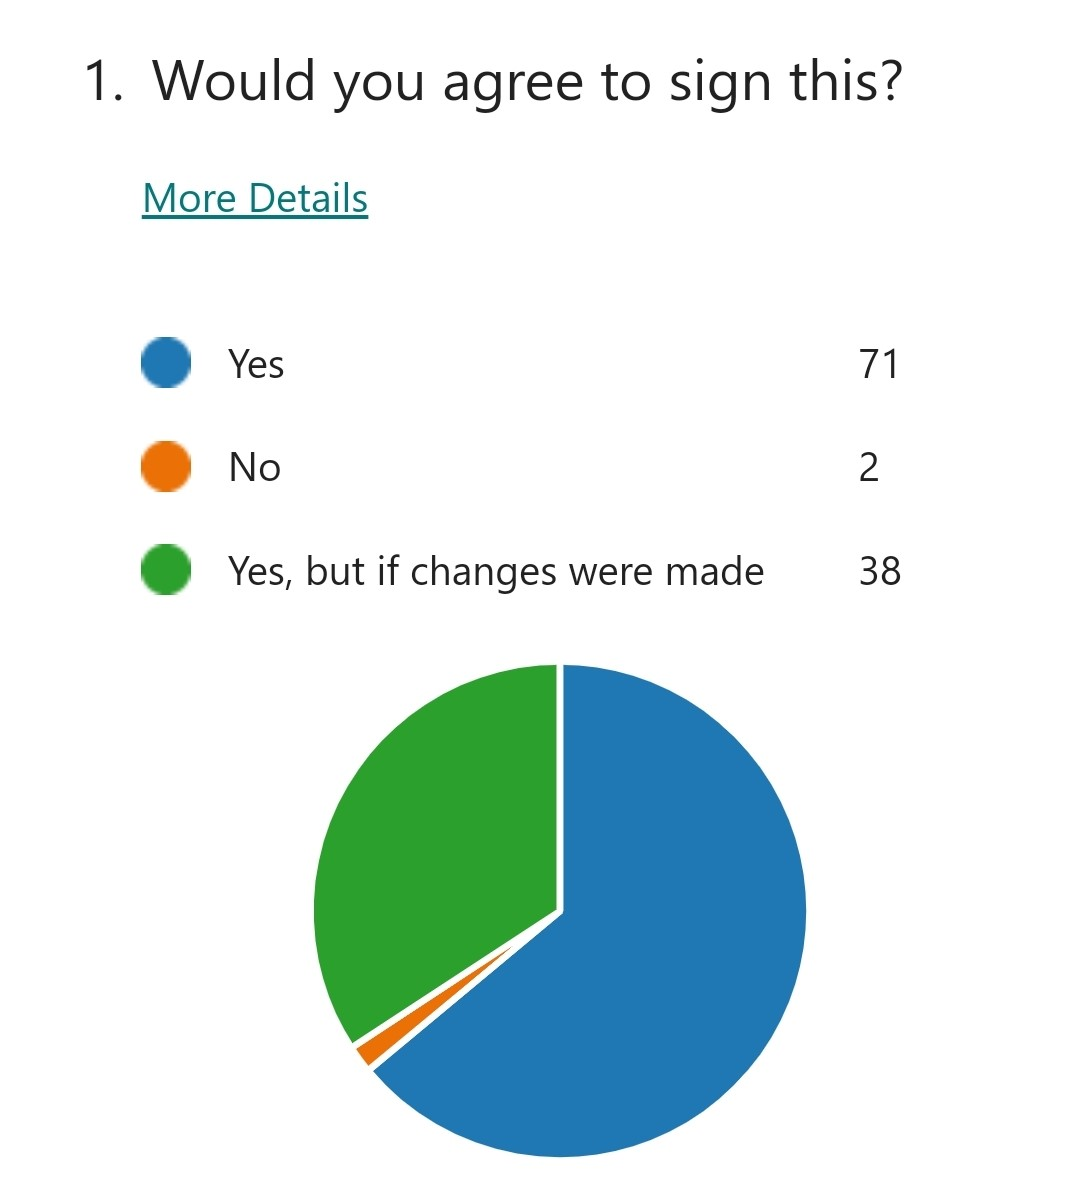 1. Would you agree to sign this?
More Details
Yes 71
No 2
Yes, but if changes were made 38